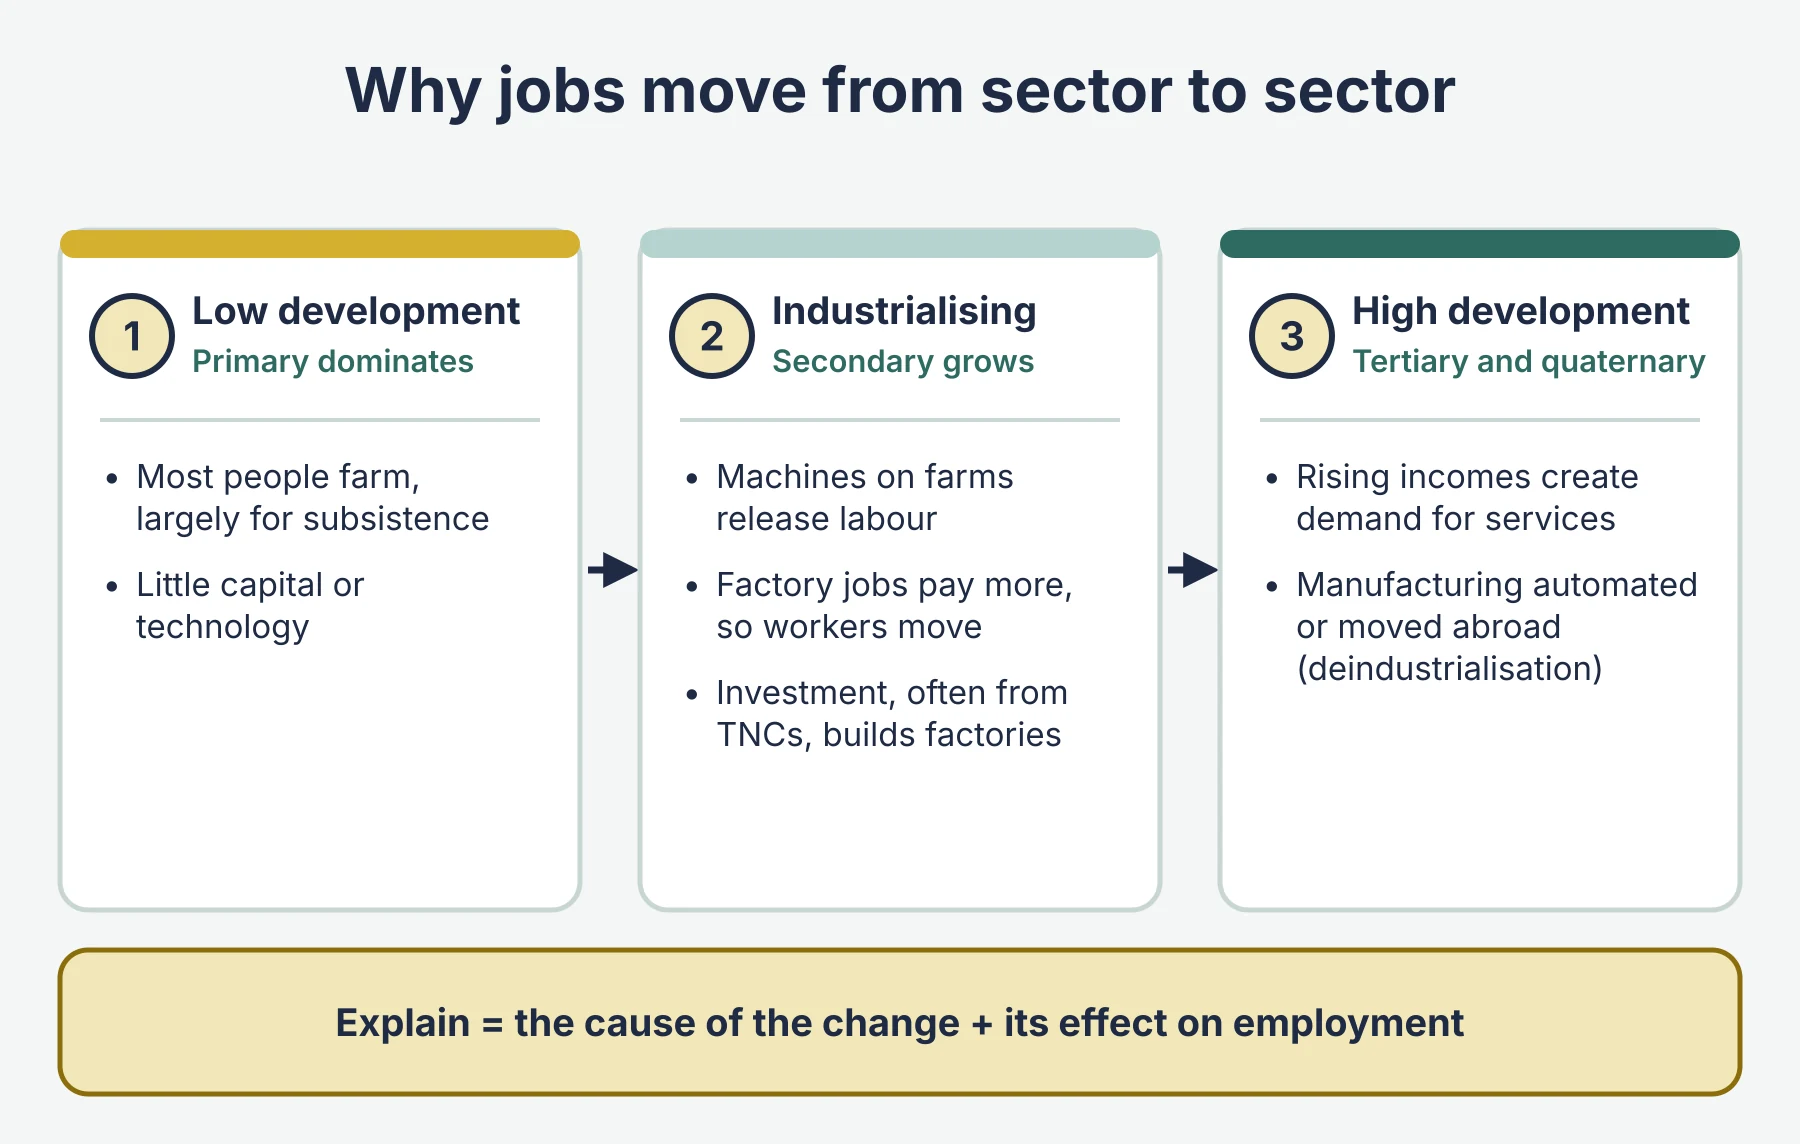 Why jobs move from sector to sector
1
Low development
Primary dominates
• Most people farm,
largely for subsistence
• Little capital or
technology
2
Industrialising
Secondary grows
• Machines on farms
release labour
• Factory jobs pay more,
so workers move
• Investment, often from
TNCs, builds factories
3
High development
Tertiary and quaternary
• Rising incomes create
demand for services
• Manufacturing automated
or moved abroad
(deindustrialisation)
Explain = the cause of the change + its effect on employment